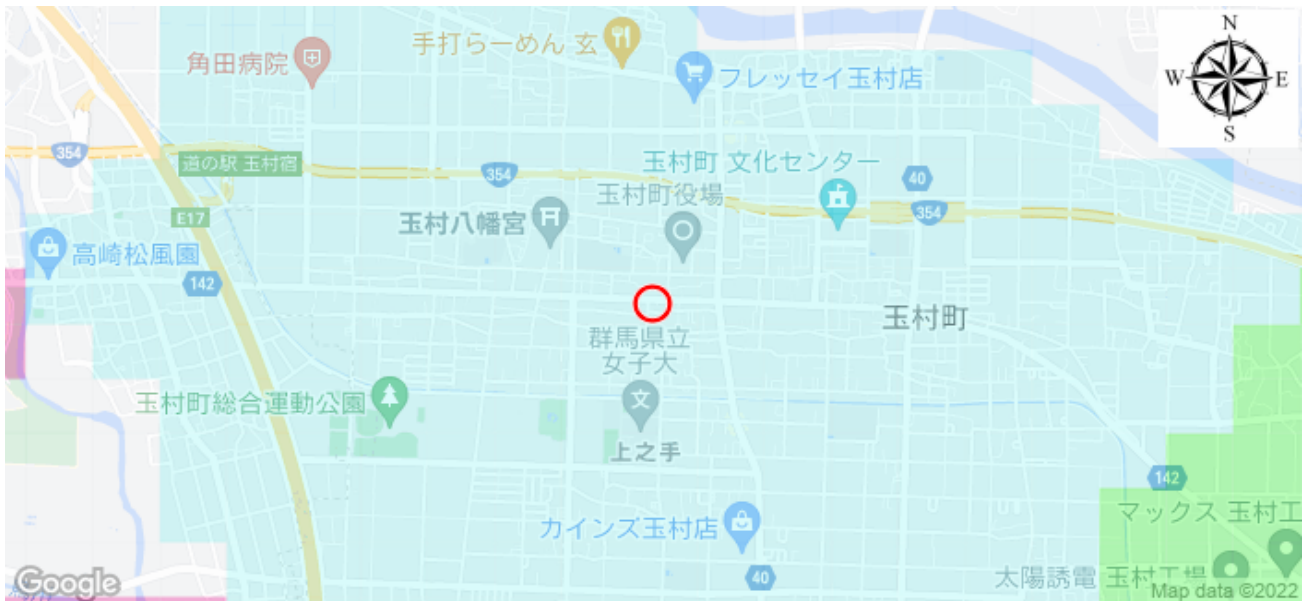 N
W
E
S
手打らーめん 玄
角田病院
フレッセイ玉村店
354
道の駅 玉村宿
354
玉村町 文化センター
40
玉村町役場
354
E17
玉村八幡宮
高崎松風園
142
玉村町
群馬県立
女子大
玉村町総合運動公園
上之手
142
マックス 玉村工
カインズ玉村店
40
太陽誘電 玉村工場
Google
Map data ©2022